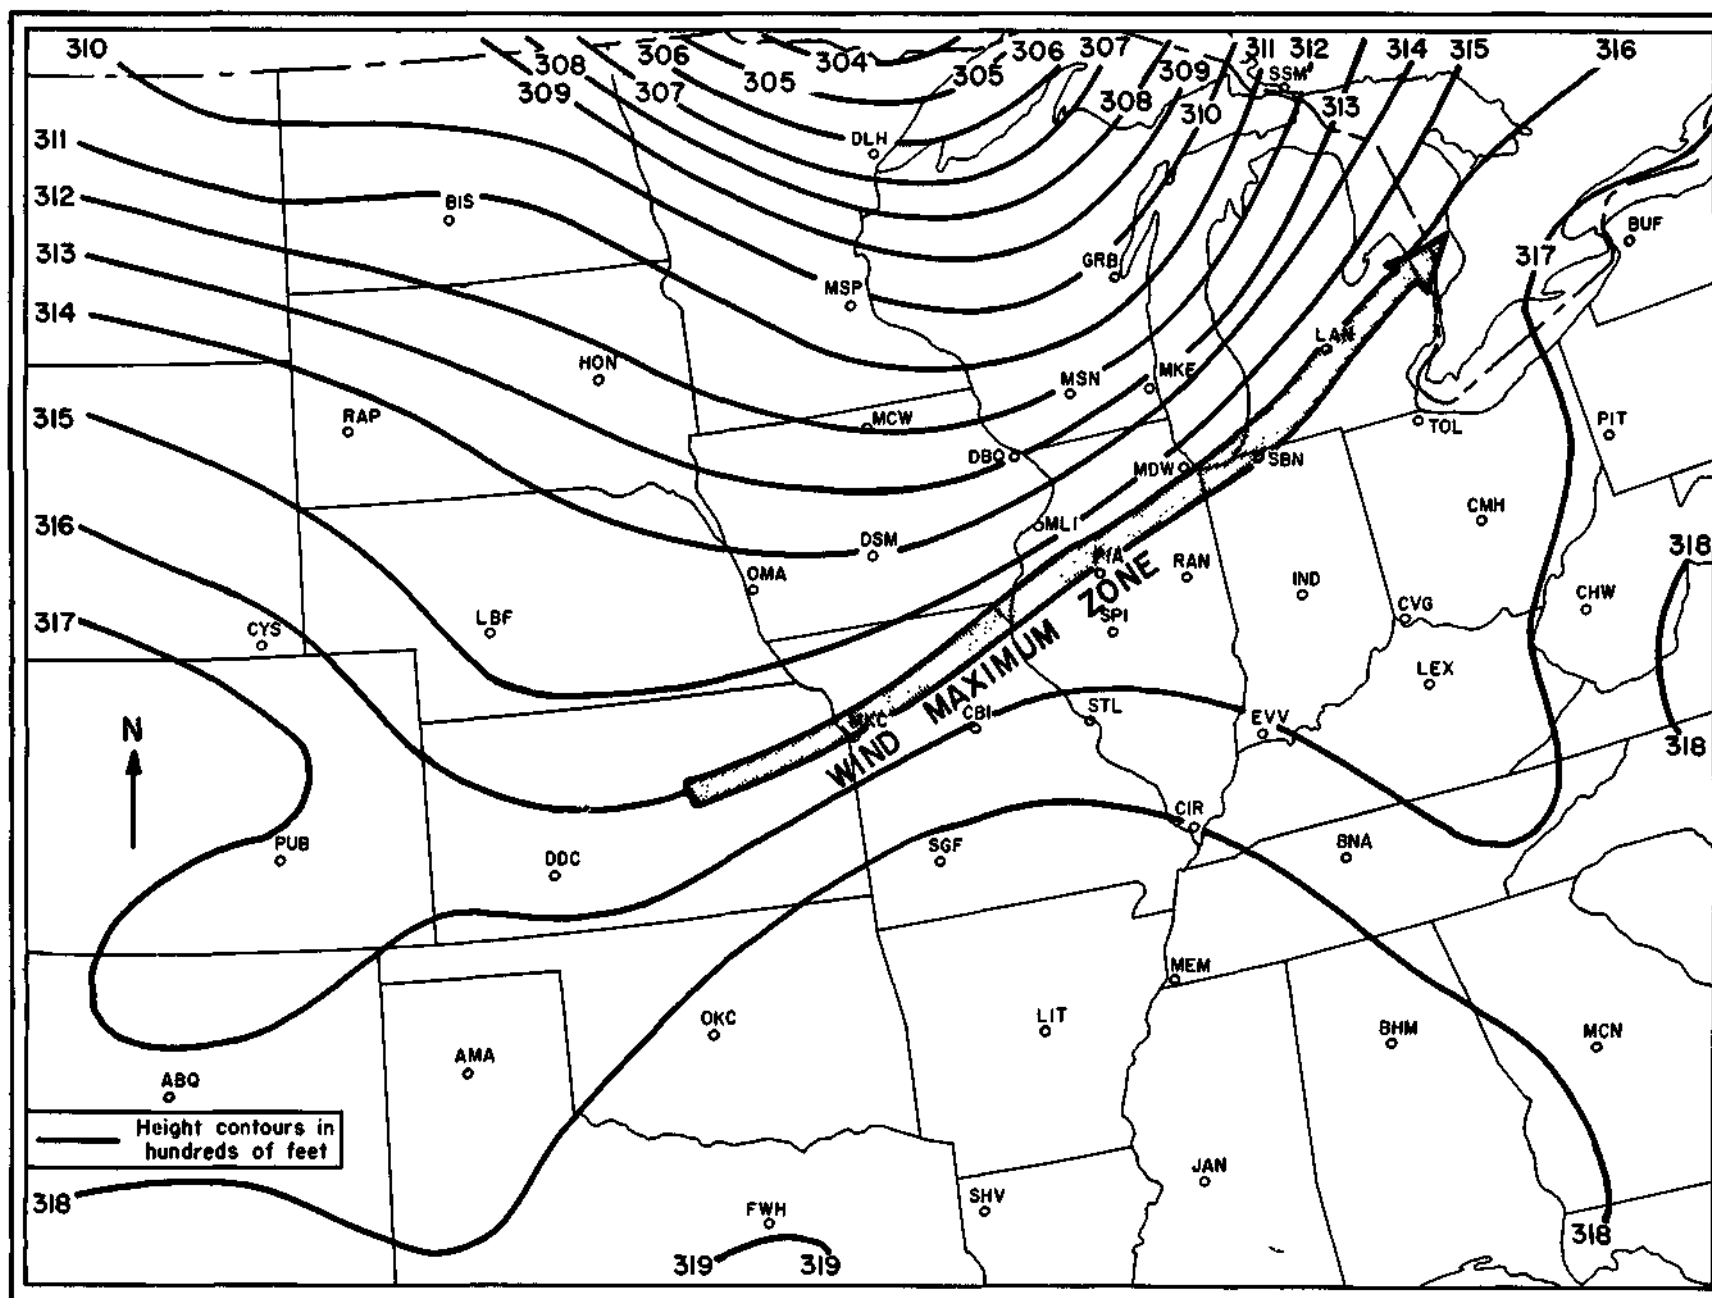 310
308
306
304
306
307
311
312
314
315
316
309
307
305
305
308
309
310
313
SSM
311
DLH
312
BIS
BUF
313
GRB
317
314
MSP
LAN
HON
MSN
MKE
315
RAP
MCW
TOL
PIT
DBQ
MDW
SBN
316
CMH
MLI
DSM
318
OMA
PIA
RAN
IND
CHW
317
CYS
LBF
SPI
CVG
LEX
N
MKC
CBI
STL
EVV
318
WIND MAXIMUM ZONE
PUB
DDC
SGF
CIR
BNA
MEM
OKC
LIT
BHM
MCN
AMA
ABQ
Height contours in
hundreds of feet
318
JAN
SHV
FWH
318
319
319